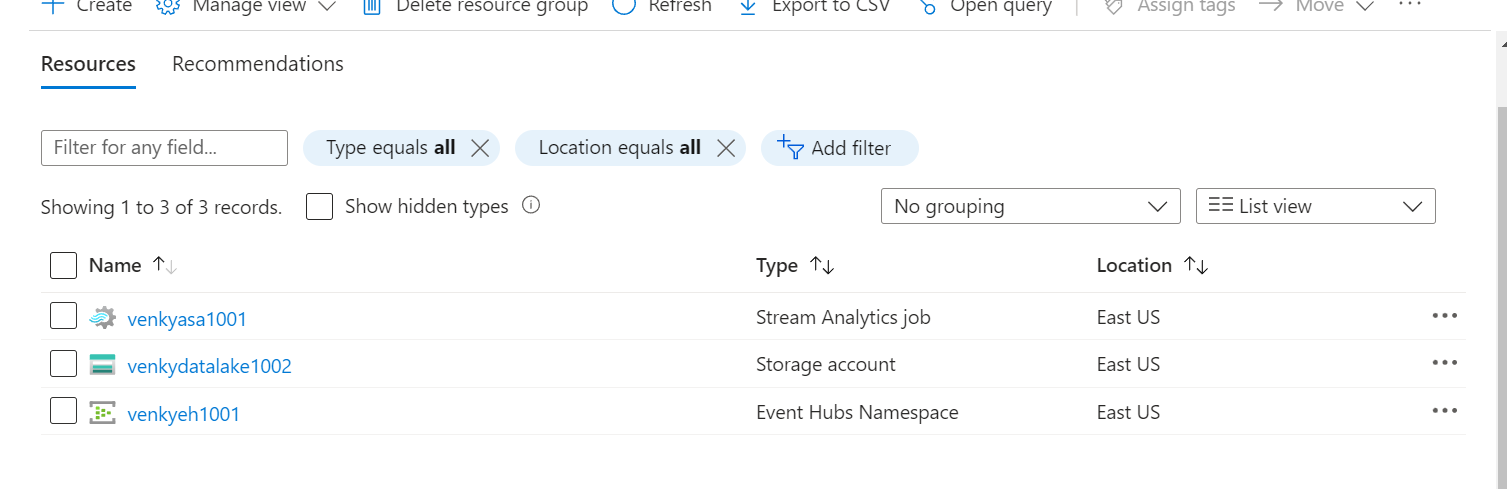 Create Manage view Delete resource group Refresh Export to CSV Open query Assign tags Move
Resources Recommendations
Filter for any field... Type equals all Location equals all Add filter
Showing 1 to 3 of 3 records. Show hidden types No grouping List view
Name Type Location
venkyasa1001 Stream Analytics job East US
venkydatalake1002 Storage account East US
venkyeh1001 Event Hubs Namespace East US